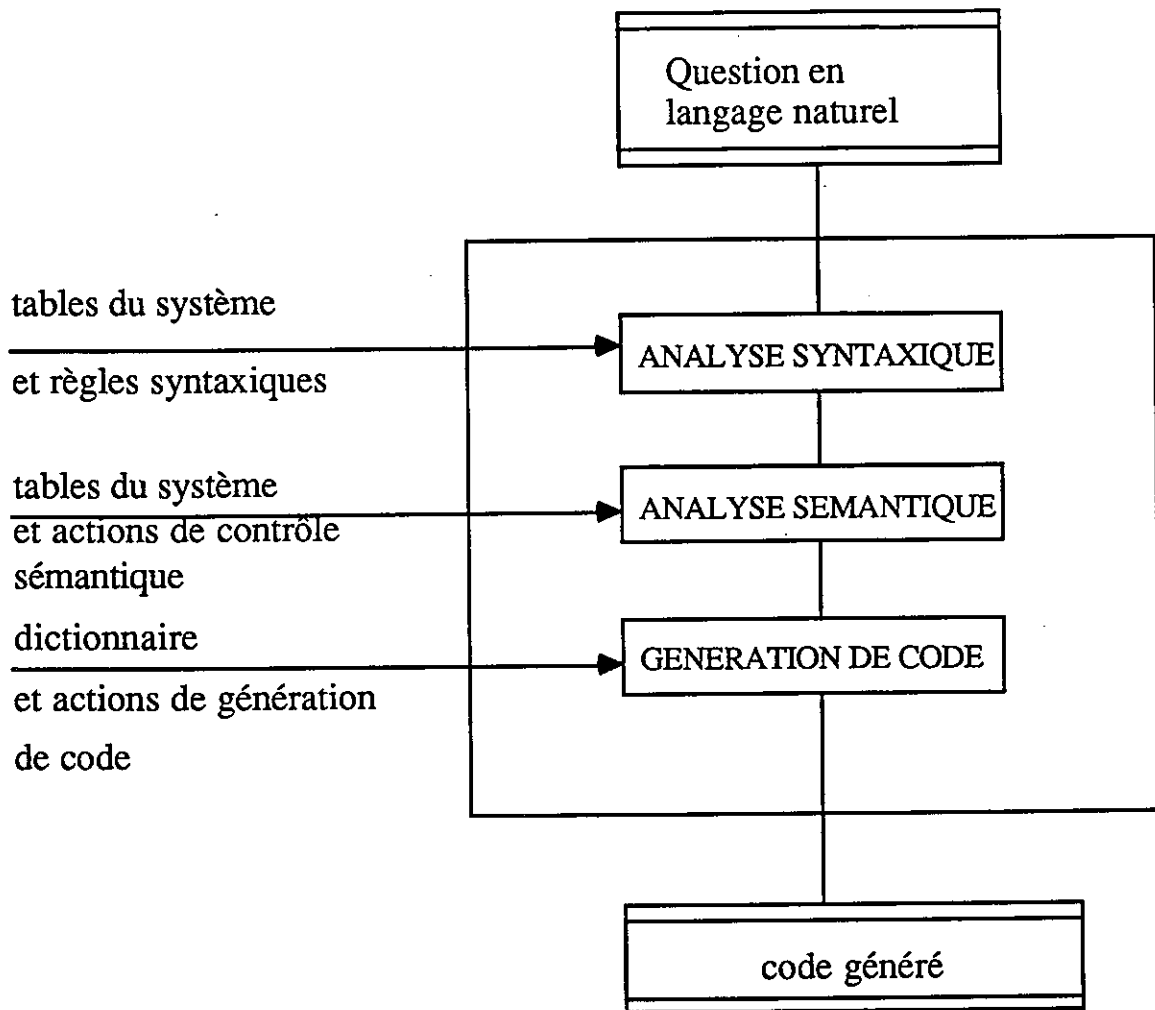 Question en
langage naturel
tables du système
et règles syntaxiques
ANALYSE SYNTAXIQUE
tables du système
et actions de contrôle
sémantique
ANALYSE SEMANTIQUE
dictionnaire
et actions de génération
de code
GENERATION DE CODE
code généré